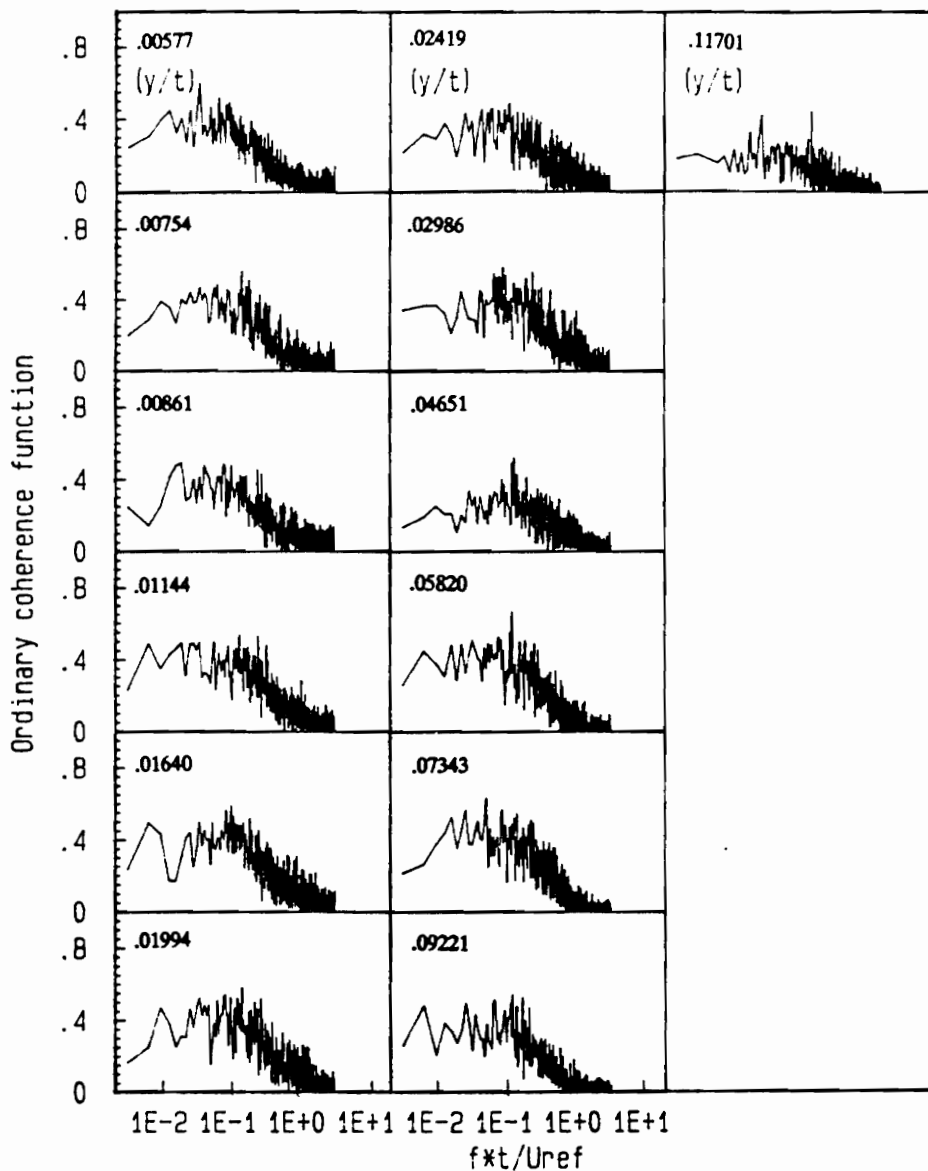 .8 .00577 .02419 .11701
(y/t) (y/t) (y/t)
.4
0
.8 .00754 .02986
.4
0
.8 .00861 .04651
.4
0
.8 .01144 .05820
.4
0
.8 .01640 .07343
.4
0
.8 .01994 .09221
.4
0
Ordinary coherence function
1E-2 1E-1 1E+0 1E+1 1E-1 1E+0 1E+1
f*t/Uref